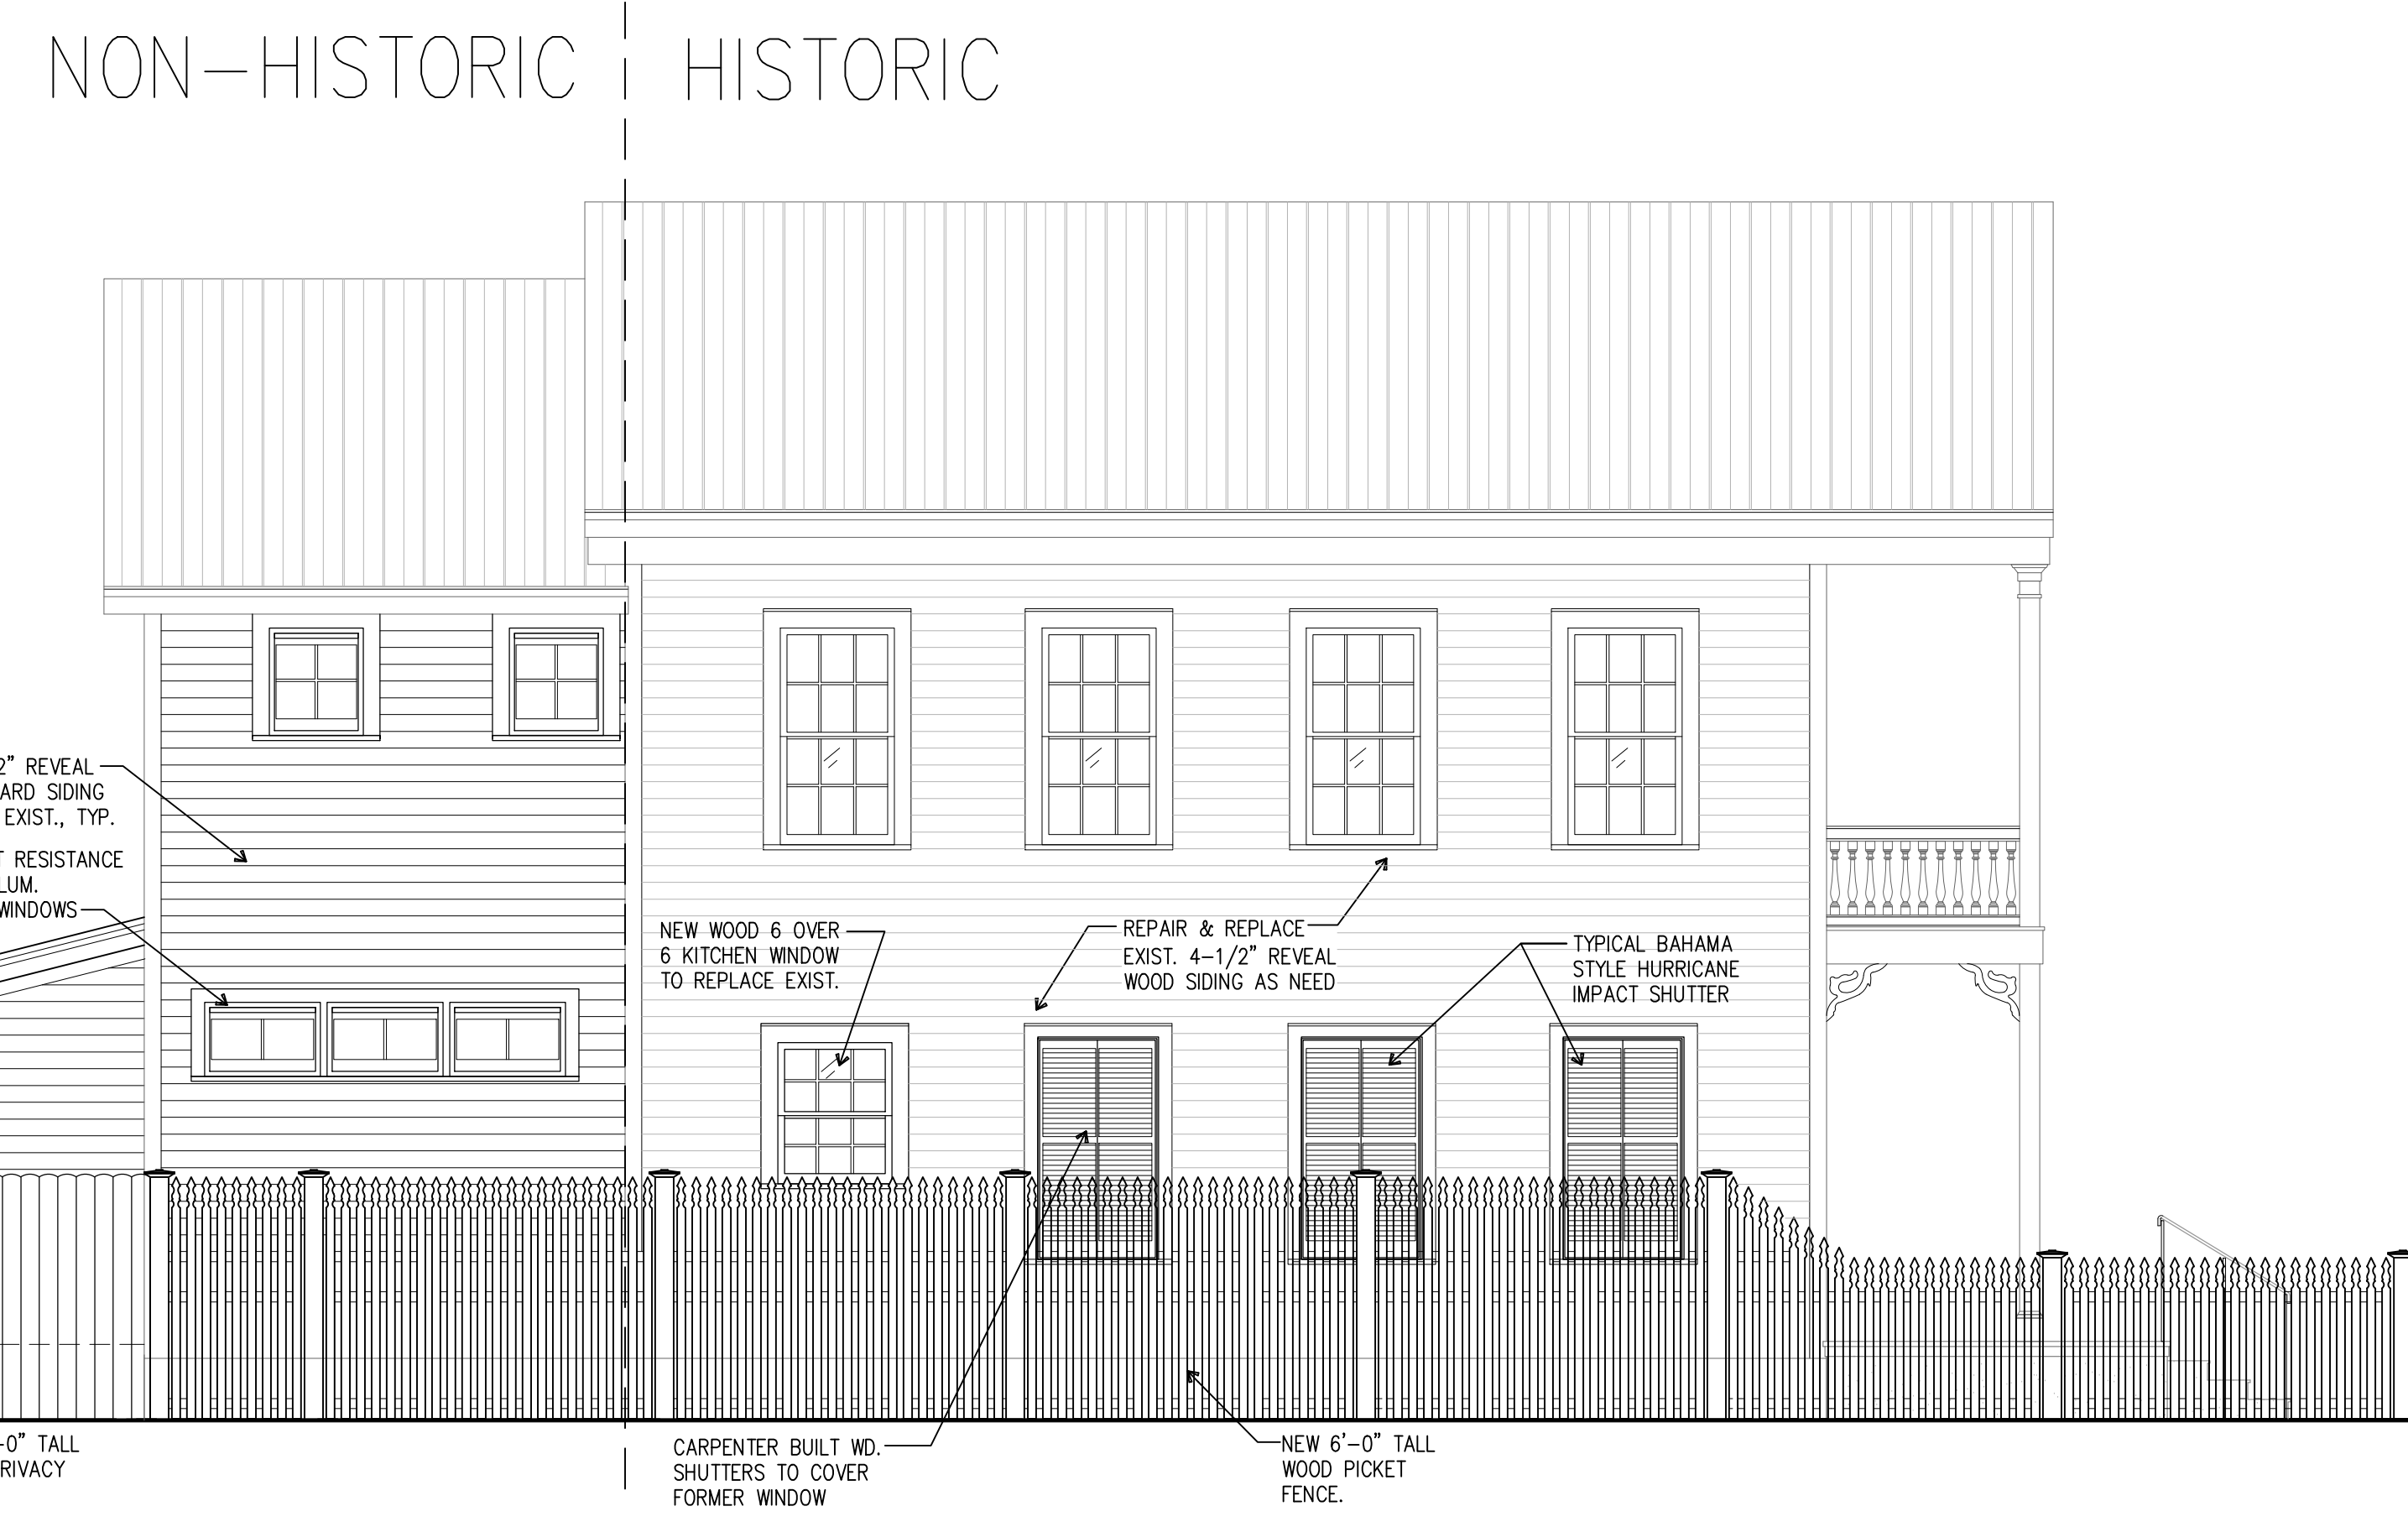 NON-HISTORIC
HISTORIC
2" REVEAL
ARD SIDING
EXIST., TYP.
T RESISTANCE
LUM.
WINDOWS
NEW WOOD 6 OVER
6 KITCHEN WINDOW
TO REPLACE EXIST.
REPAIR & REPLACE
EXIST. 4-1/2" REVEAL
WOOD SIDING AS NEED
TYPICAL BAHAMA
STYLE HURRICANE
IMPACT SHUTTER
-0" TALL
RIVACY
CARPENTER BUILT WD.
SHUTTERS TO COVER
FORMER WINDOW
NEW 6'-0" TALL
WOOD PICKET
FENCE.